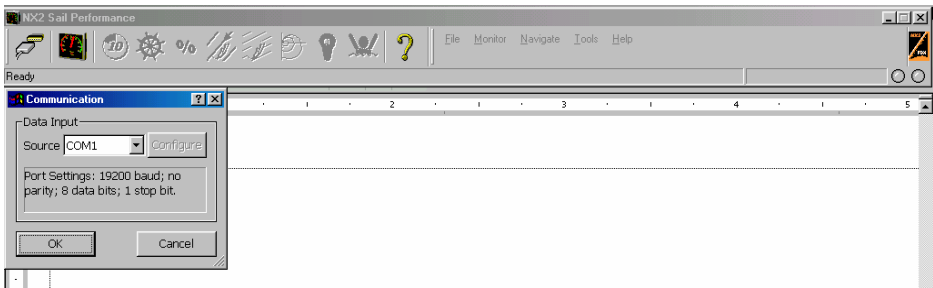 NX2 Sail Performance
10 % ?
File Monitor Navigate Tools Help
Ready
Communication
Data Input
Source COM1 Configure
Port Settings: 19200 baud; no
parity; 8 data bits; 1 stop bit.
OK Cancel
2 3 4 5